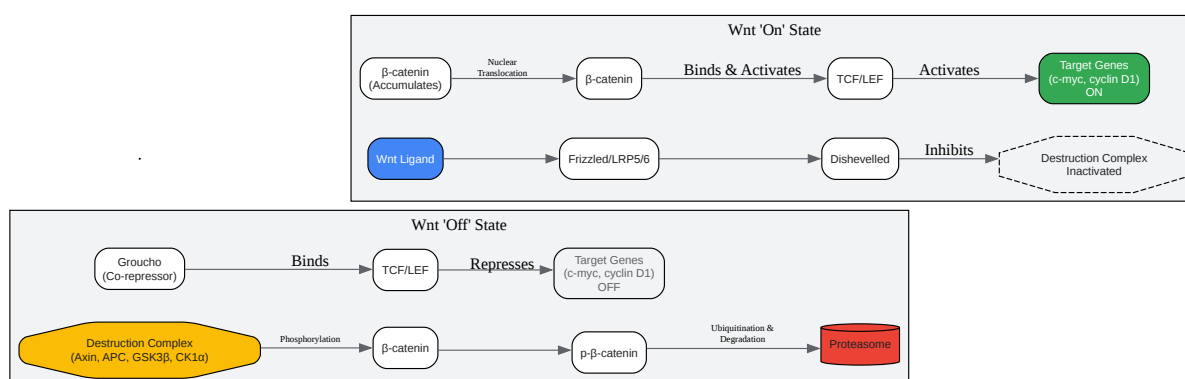 Wnt 'On' State
β-catenin
(Accumulates)
Nuclear
Translocation
β-catenin
Binds & Activates
TCF/LEF
Activates
Target Genes
(c-myc, cyclin D1)
ON
.
Wnt Ligand
Frizzled/LRP5/6
Dishevelled
Inhibits
Destruction Complex
Inactivated
Wnt 'Off' State
Groucho
(Co-repressor)
Binds
TCF/LEF
Represses
Target Genes
(c-myc, cyclin D1)
OFF
Destruction Complex
(Axin, APC, GSK3β, CK1α)
Phosphorylation
β-catenin
p-β-catenin
Ubiquitination &
Degradation
Proteasome